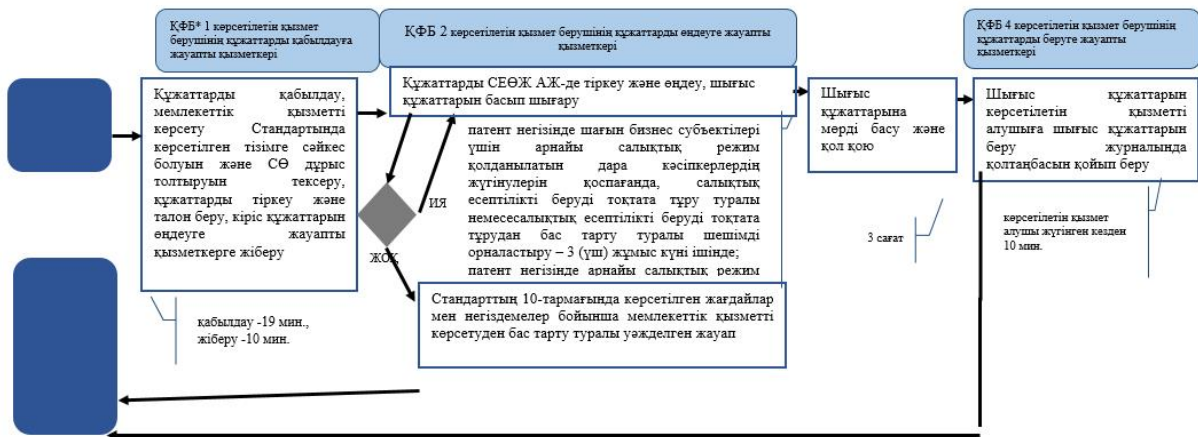 ҚФБ* 1 көрсетілетін қызмет
берушінің құжаттарды қабылдауға
жауапты қызметкері
ҚФБ 2 көрсетілетін қызмет берушінің құжаттарды өңдеуге жауапты
қызметкері
ҚФБ 4 көрсетілетін қызмет берушінің
құжаттарды беруге жауапты
қызметкері
Құжаттарды қабылдау,
мемлекеттік қызметті
көрсету Стандартында
көрсетілген тізімге сәйкес
болуын және СӨ дұрыс
толтыруын тексеру,
құжаттарды тіркеу және
талон беру, кіріс құжаттарын
өңдеуге жауапты
қызметкерге жіберу
қабылдау -19 мин.,
жіберу -10 мин.
Құжаттарды СЕӨЖ АЖ-де тіркеу және өңдеу, шығыс
құжаттарын басып шығару
ИЯ
ЖОҚ
патент негізінде шағын бизнес субъектілері
үшін арнайы салықтық режим
қолданылатын дара кәсіпкерлердің
жүгінулерін қоспағанда, салықтық
есептілікті беруді тоқтата тұру туралы
немесесалықтық есептілікті беруді тоқтата
тұрудан бас тарту туралы шешімді
орналастыру – 3 (үш) жұмыс күні ішінде;
патент негізінде арнайы салықтық режим
Стандарттың 10-тармағында көрсетілген жағдайлар
мен негіздемелер бойынша мемлекеттік қызметті
көрсетуден бас тарту туралы уәжделген жауап
Шығыс
құжаттарына
мөрді басу және
қол қою
3 сағат
Шығыс құжаттарын
көрсетілетін қызметті
алушыға шығыс құжаттарын
беру журналында
қолтаңбасын қойып беру
көрсетілетін қызмет
алушы жүгінген кезден
10 мин.